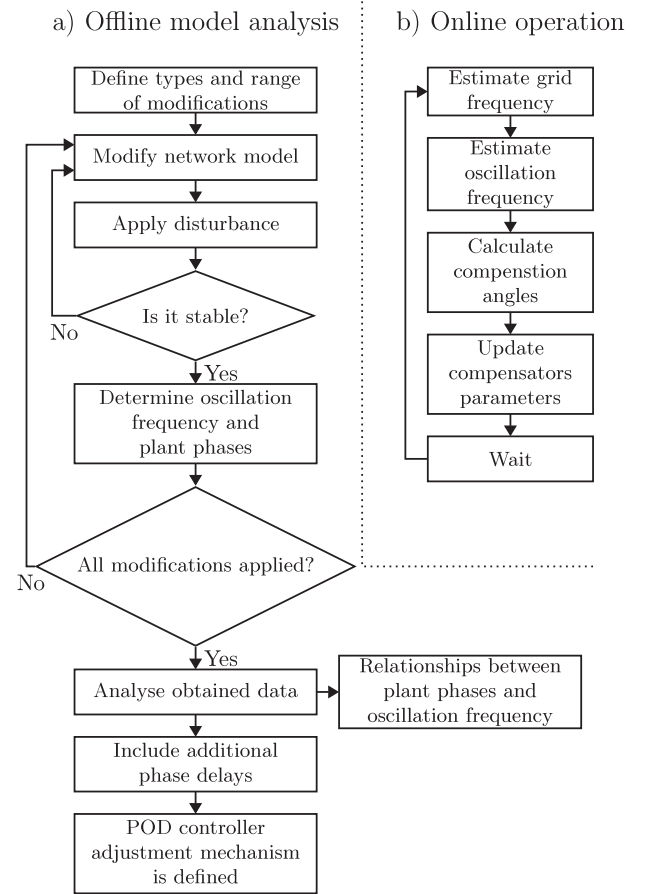 a) Offline model analysis
Define types and range
of modifications
Modify network model
Apply disturbance
Is it stable?
No
Yes
Determine oscillation
frequency and
plant phases
All modifications applied?
No
Yes
Analyse obtained data
Relationships between
plant phases and
oscillation frequency
Include additional
phase delays
POD controller
adjustment mechanism
is defined
b) Online operation
Estimate grid
frequency
Estimate
oscillation
frequency
Calculate
compenstion
angles
Update
compensators
parameters
Wait